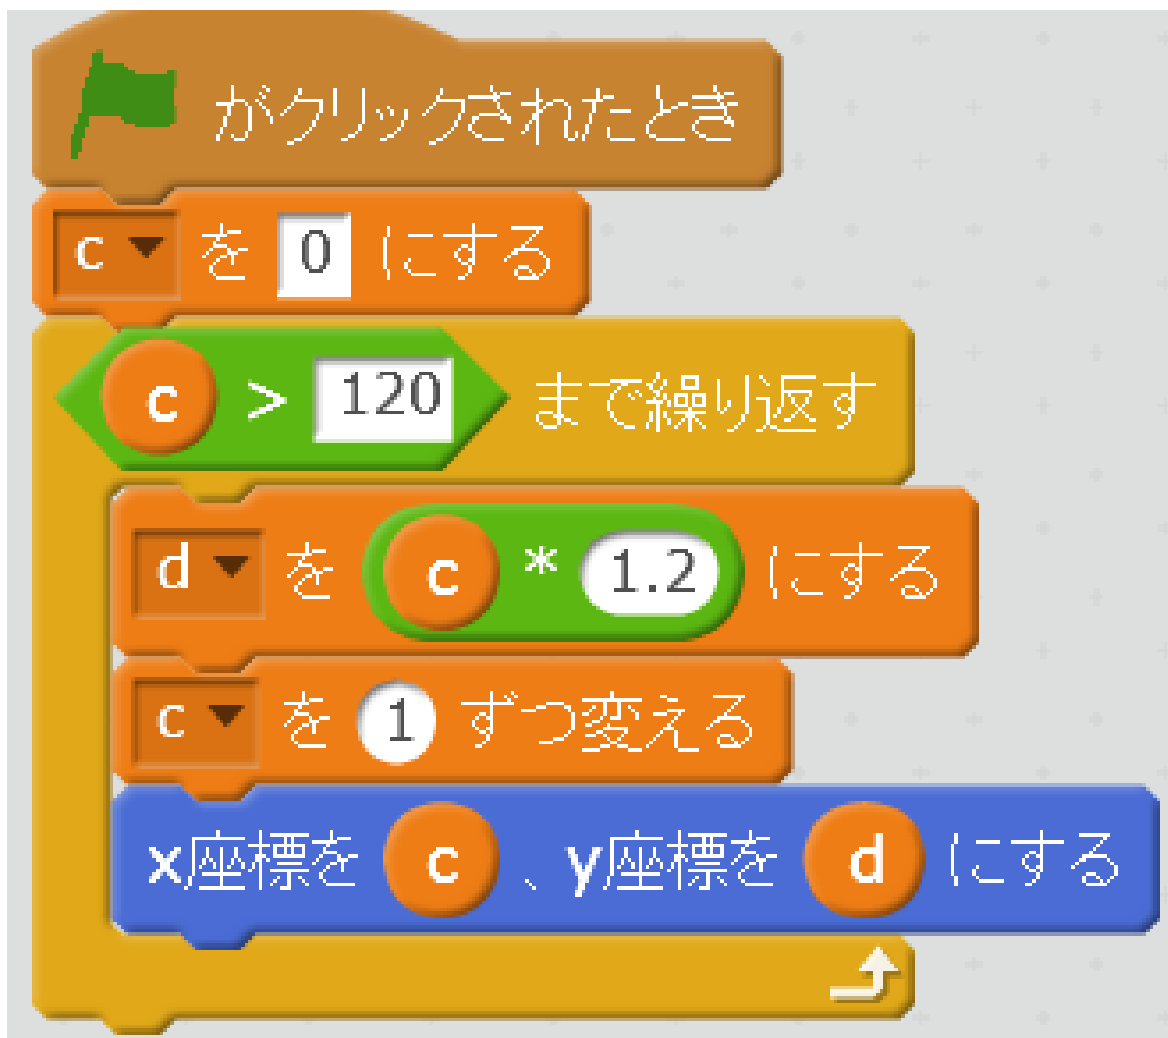 がクリックされたとき
c を 0 にする
c > 120 まで繰り返す
d を c * 1.2 にする
c を 1 ずつ変える
x座標を c 、y座標を d にする